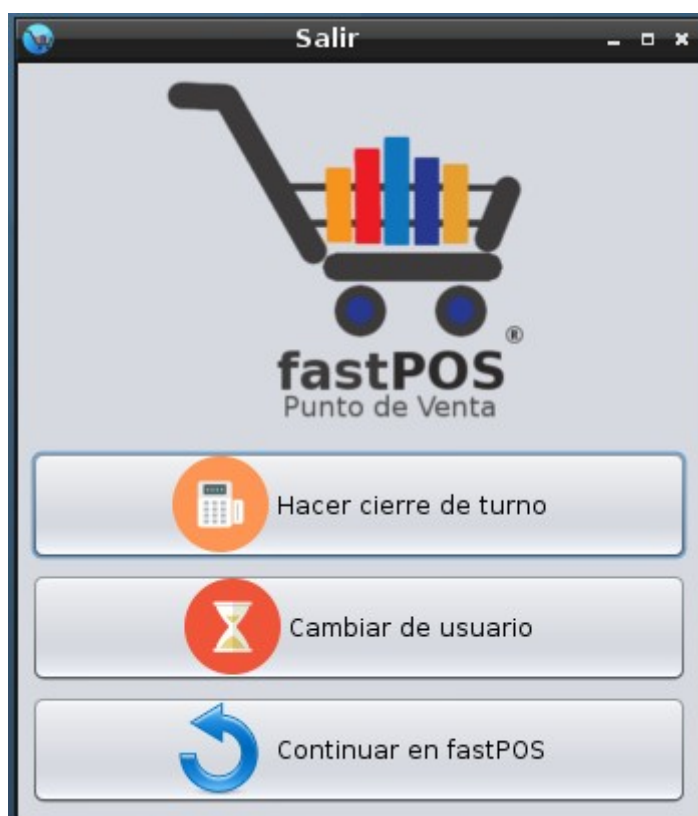 Salir
®
fastPOS
Punto de Venta
Hacer cierre de turno
Cambiar de usuario
Continuar en fastPOS